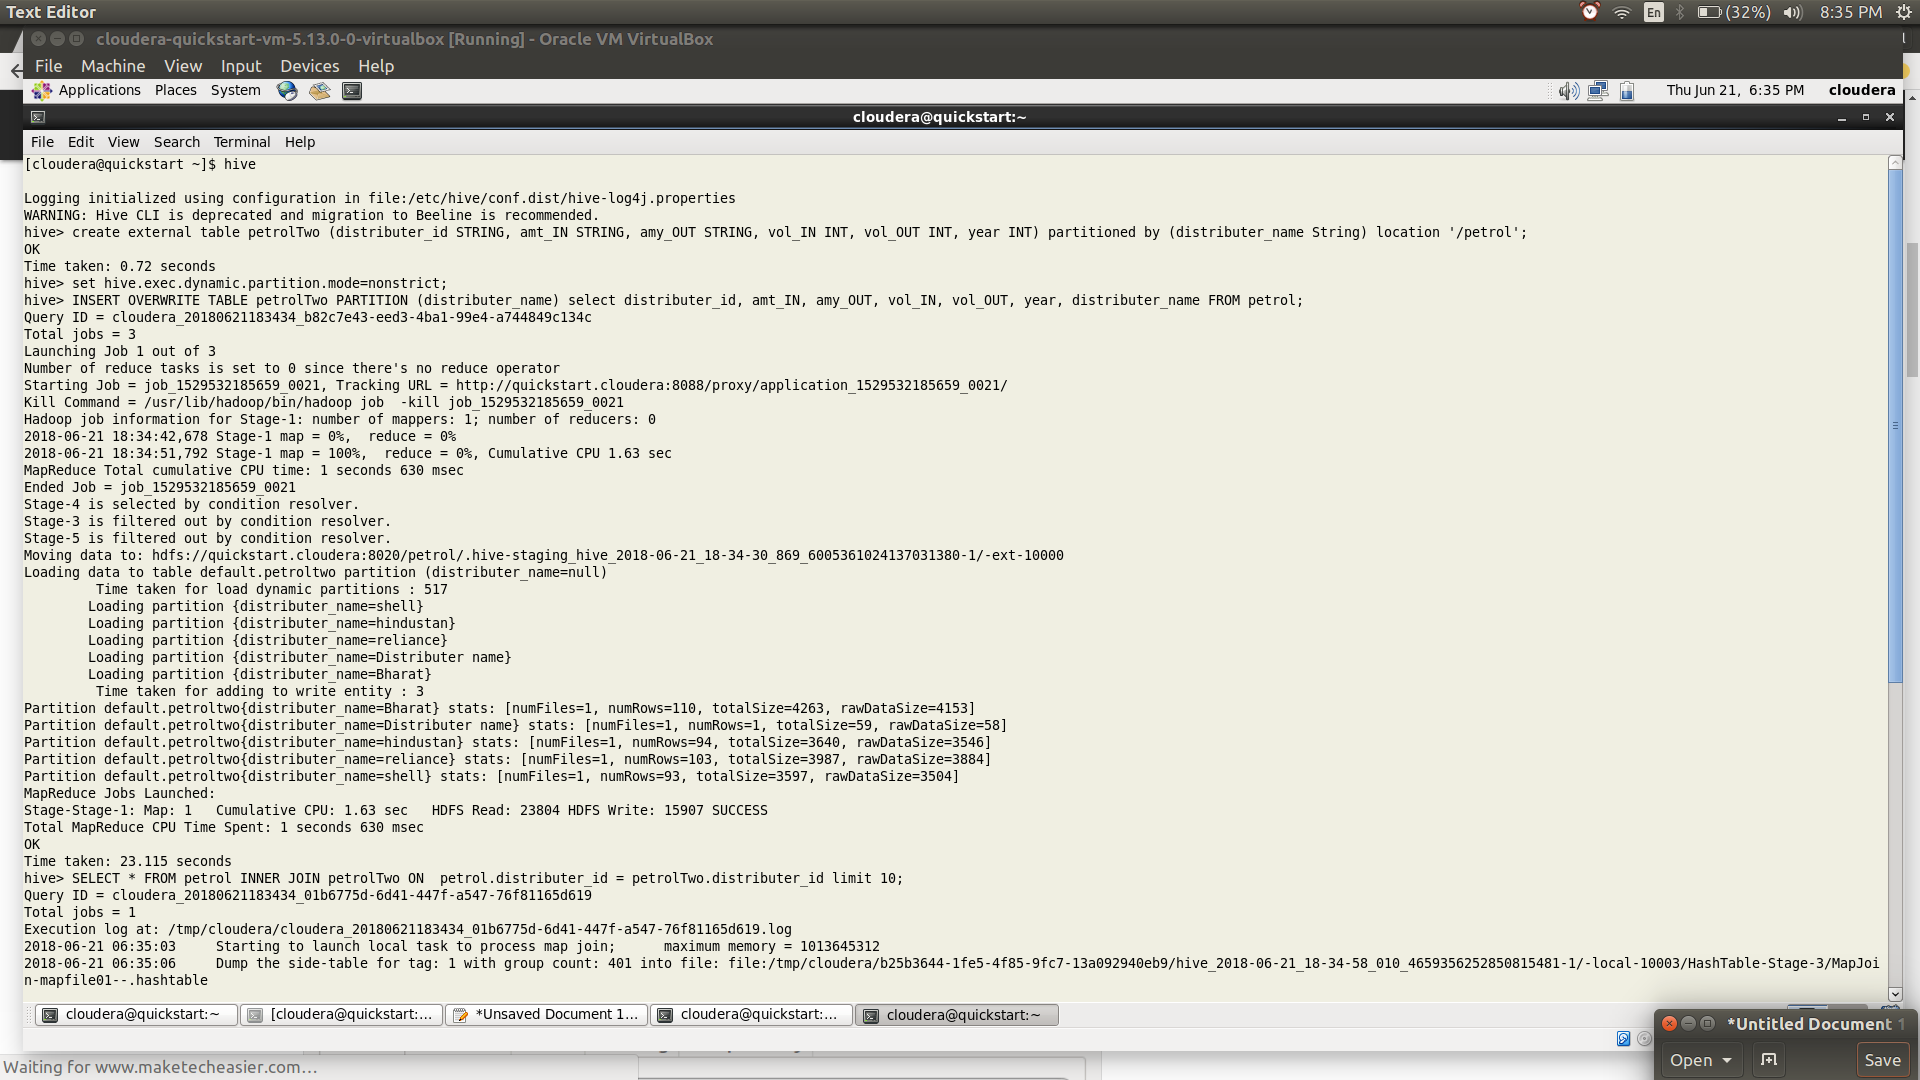 Text Editor
En
(32%)
8:35 PM
cloudera-quickstart-vm-5.13.0-0-virtualbox [Running] - Oracle VM VirtualBox
File Machine View Input Devices Help
Applications Places System
Thu Jun 21, 6:35 PM cloudera
cloudera@quickstart:~
File Edit View Search Terminal Help
[cloudera@quickstart ~]$ hive
Logging initialized using configuration in file:/etc/hive/conf.dist/hive-log4j.properties
WARNING: Hive CLI is deprecated and migration to Beeline is recommended.
hive> create external table petrolTwo (distributer_id STRING, amt_IN STRING, amy_OUT STRING, vol_IN INT, vol_OUT INT, year INT) partitioned by (distributer_name String) location '/petrol';
OK
Time taken: 0.72 seconds
hive> set hive.exec.dynamic.partition.mode=nonstrict;
hive> INSERT OVERWRITE TABLE petrolTwo PARTITION (distributer_name) select distributer_id, amt_IN, amy_OUT, vol_IN, vol_OUT, year, distributer_name FROM petrol;
Query ID = cloudera_20180621183434_b82c7e43-eed3-4ba1-99e4-a744849c134c
Total jobs = 3
Launching Job 1 out of 3
Number of reduce tasks is set to 0 since there's no reduce operator
Starting Job = job_1529532185659_0021, Tracking URL = http://quickstart.cloudera:8088/proxy/application_1529532185659_0021/
Kill Command = /usr/lib/hadoop/bin/hadoop job  -kill job_1529532185659_0021
Hadoop job information for Stage-1: number of mappers: 1; number of reducers: 0
2018-06-21 18:34:42,678 Stage-1 map = 0%,  reduce = 0%
2018-06-21 18:34:51,792 Stage-1 map = 100%,  reduce = 0%, Cumulative CPU 1.63 sec
MapReduce Total cumulative CPU time: 1 seconds 630 msec
Ended Job = job_1529532185659_0021
Stage-4 is selected by condition resolver.
Stage-3 is filtered out by condition resolver.
Stage-5 is filtered out by condition resolver.
Moving data to: hdfs://quickstart.cloudera:8020/petrol/.hive-staging_hive_2018-06-21_18-34-30_869_6005361024137031380-1/-ext-10000
Loading data to table default.petroltwo partition (distributer_name=null)
Time taken for load dynamic partitions : 517
Loading partition {distributer_name=shell}
Loading partition {distributer_name=hindustan}
Loading partition {distributer_name=reliance}
Loading partition {distributer_name=Distributer name}
Loading partition {distributer_name=Bharat}
Time taken for adding to write entity : 3
Partition default.petroltwo{distributer_name=Bharat} stats: [numFiles=1, numRows=110, totalSize=4263, rawDataSize=4153]
Partition default.petroltwo{distributer_name=Distributer name} stats: [numFiles=1, numRows=1, totalSize=59, rawDataSize=58]
Partition default.petroltwo{distributer_name=hindustan} stats: [numFiles=1, numRows=94, totalSize=3640, rawDataSize=3546]
Partition default.petroltwo{distributer_name=reliance} stats: [numFiles=1, numRows=103, totalSize=3987, rawDataSize=3884]
Partition default.petroltwo{distributer_name=shell} stats: [numFiles=1, numRows=93, totalSize=3597, rawDataSize=3504]
MapReduce Jobs Launched:
Stage-Stage-1: Map: 1   Cumulative CPU: 1.63 sec   HDFS Read: 23804 HDFS Write: 15907 SUCCESS
Total MapReduce CPU Time Spent: 1 seconds 630 msec
OK
Time taken: 23.115 seconds
hive> SELECT * FROM petrol INNER JOIN petrolTwo ON  petrol.distributer_id = petrolTwo.distributer_id limit 10;
Query ID = cloudera_20180621183434_01b6775d-6d41-447f-a547-76f81165d619
Total jobs = 1
Execution log at: /tmp/cloudera/cloudera_20180621183434_01b6775d-6d41-447f-a547-76f81165d619.log
2018-06-21 06:35:03     Starting to launch local task to process map join;      maximum memory = 1013645312
2018-06-21 06:35:06     Dump the side-table for tag: 1 with group count: 401 into file: file:/tmp/cloudera/b25b3644-1fe5-4f85-9fc7-13a092940eb9/hive_2018-06-21_18-34-58_010_4659356252850815481-1/-local-10003/HashTable-Stage-3/MapJoi
n-mapfile01--.hashtable
cloudera@quickstart:~ [cloudera@quickstart:... *Unsaved Document 1... cloudera@quickstart:... cloudera@quickstart:~
*Untitled Document 1
Open Save
Waiting for www.maketecheasier.com...